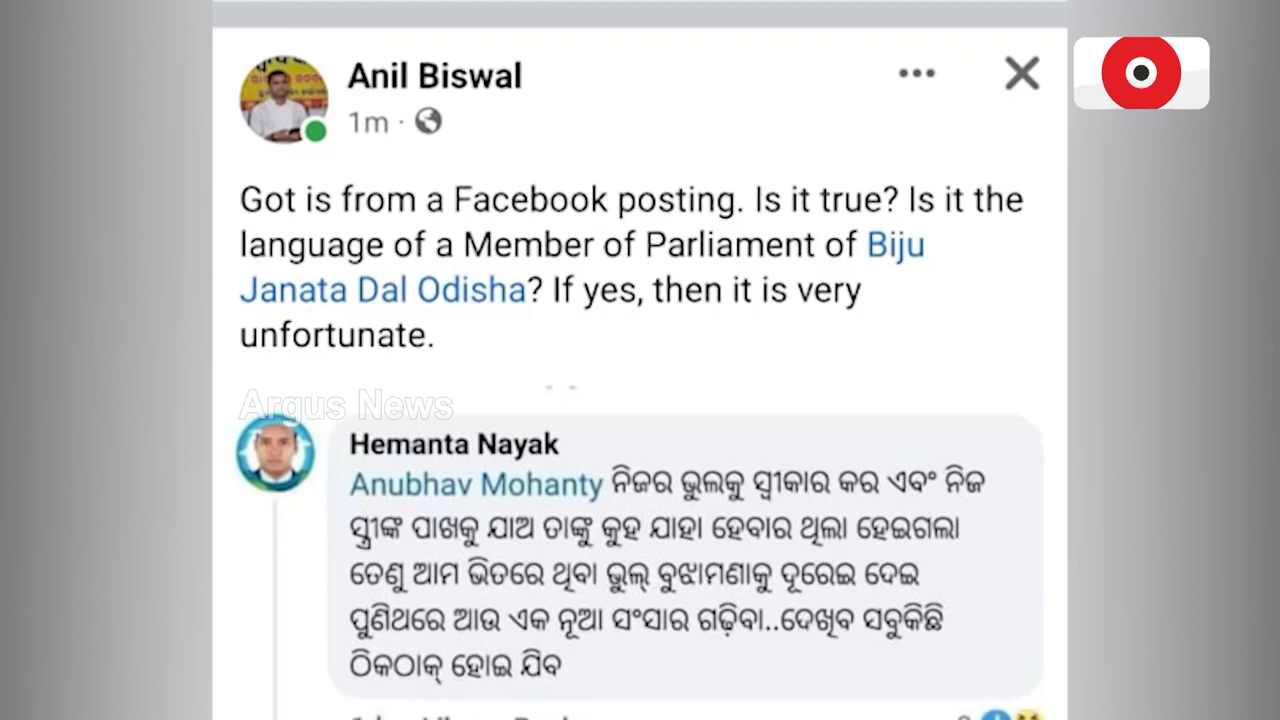 Anil Biswal
1m ·
Got is from a Facebook posting. Is it true? Is it the
language of a Member of Parliament of Biju
Janata Dal Odisha? If yes, then it is very
unfortunate.
Argus News
Hemanta Nayak
Anubhav Mohanty ନିଜର ଭୁଲକୁ ସ୍ୱୀକାର କର ଏବଂ ନିଜ
ସ୍ତ୍ରୀଙ୍କ ପାଖକୁ ଯାଅ ତାଙ୍କୁ କୁହ ଯାହା ହେବାର ଥିଲା ହେଇଗଲା
ତେଣୁ ଆମ ଭିତରେ ଥିବା ଭୁଲ୍ ବୁଝାମଣାକୁ ଦୂରେଇ ଦେଇ
ପୁଣିଥରେ ଆଉ ଏକ ନୂଆ ସଂସାର ଗଢ଼ିବା..ଦେଖିବ ସବୁକିଛି
ଠିକଠାକ୍ ହୋଇ ଯିବ